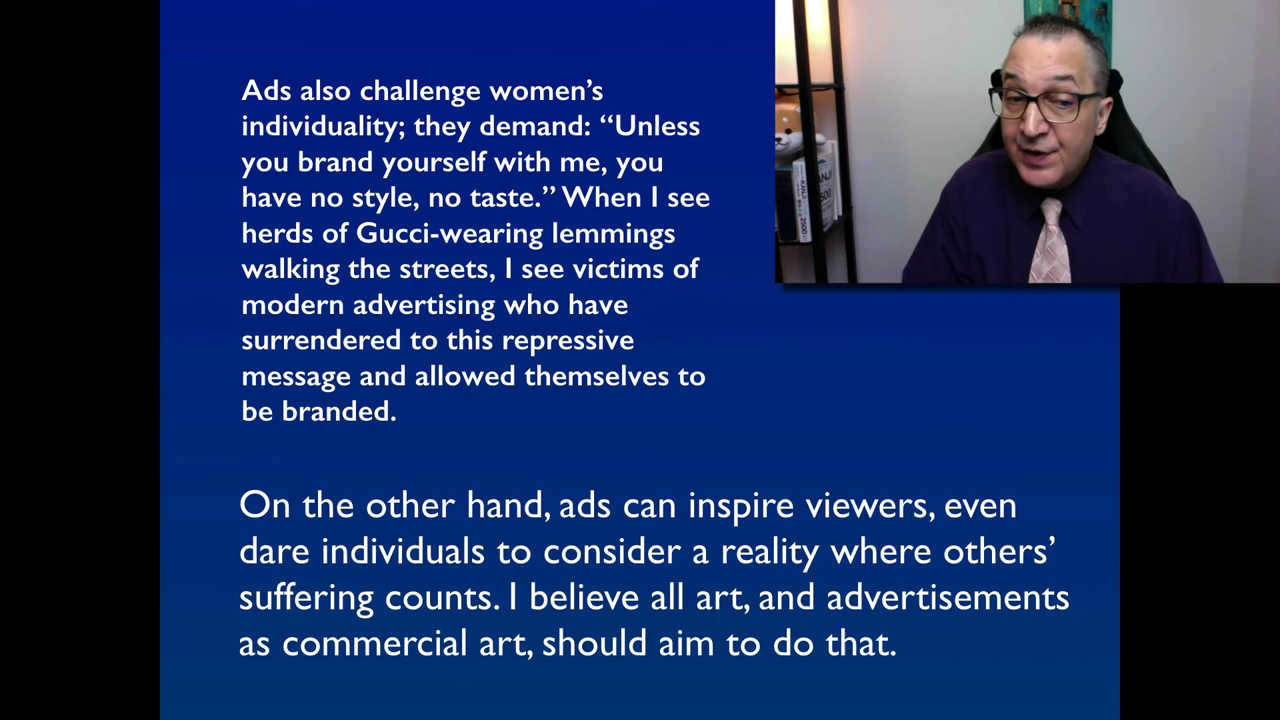 Ads also challenge women’s
individuality; they demand: “Unless
you brand yourself with me, you
have no style, no taste.” When I see
herds of Gucci-wearing lemmings
walking the streets, I see victims of
modern advertising who have
surrendered to this repressive
message and allowed themselves to
be branded.
On the other hand, ads can inspire viewers, even
dare individuals to consider a reality where others’
suffering counts. I believe all art, and advertisements
as commercial art, should aim to do that.